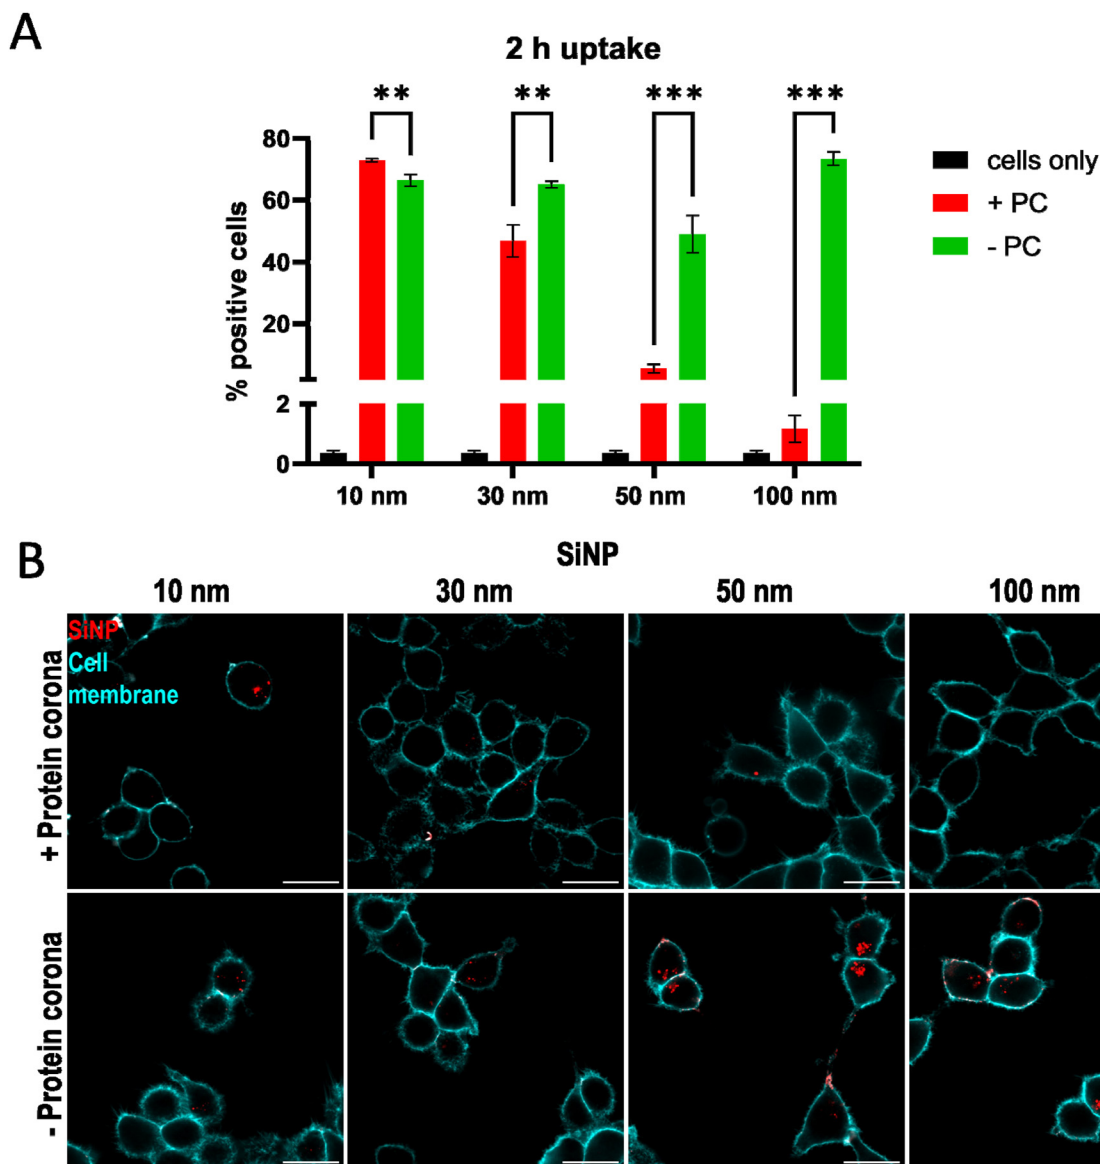 A
2 h uptake
** ** *** ***
80
60
40
20
2
0
% positive cells
10 nm 30 nm 50 nm 100 nm
cells only
+ PC
- PC
B
SiNP
10 nm 30 nm 50 nm 100 nm
SiNP
Cell
membrane
+ Protein corona
- Protein corona